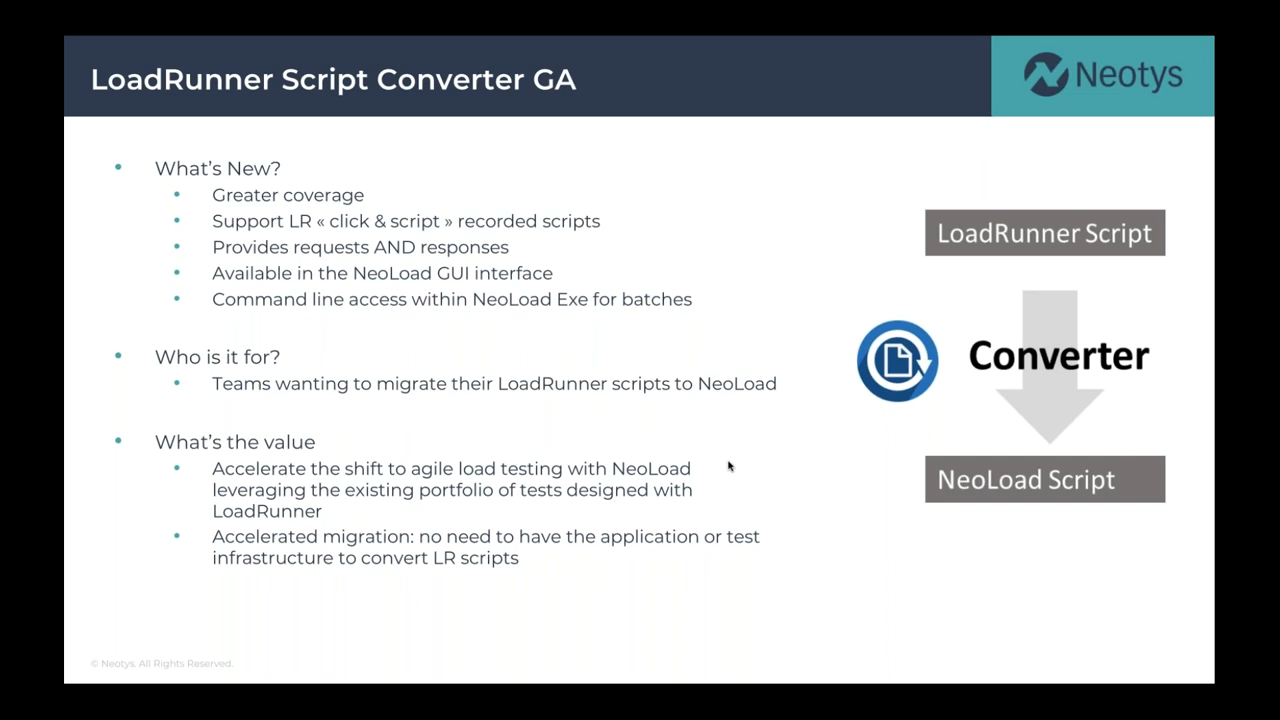 LoadRunner Script Converter GA
Neotys
• What’s New?
• Greater coverage
• Support LR « click & script » recorded scripts
• Provides requests AND responses
• Available in the NeoLoad GUI interface
• Command line access within NeoLoad Exe for batches
• Who is it for?
• Teams wanting to migrate their LoadRunner scripts to NeoLoad
• What’s the value
• Accelerate the shift to agile load testing with NeoLoad
leveraging the existing portfolio of tests designed with
LoadRunner
• Accelerated migration: no need to have the application or test
infrastructure to convert LR scripts
LoadRunner Script
Converter
NeoLoad Script
© Neotys. All Rights Reserved.